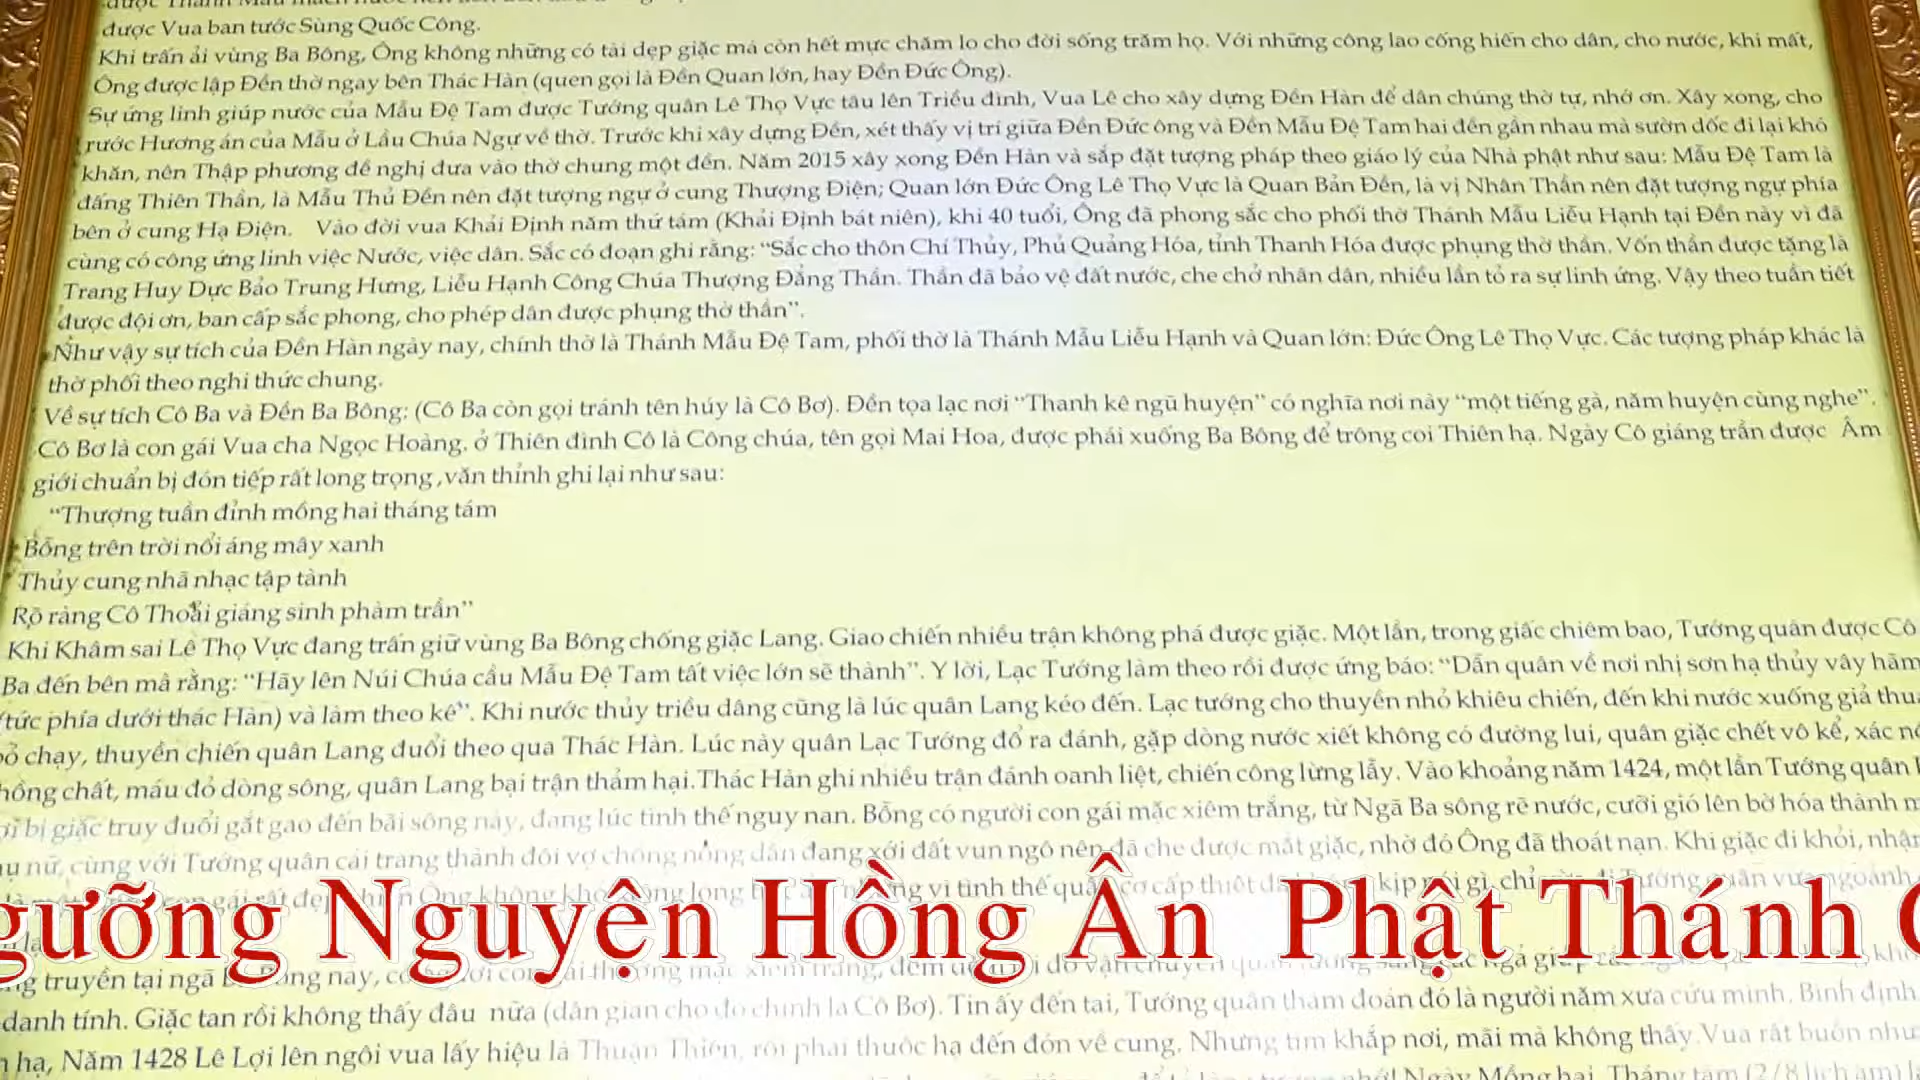 được Vua ban tước Sùng Quốc Công.
Khi trấn ải vùng Ba Bông, Ông không những có tài dẹp giặc mà còn hết mực chăm lo cho đời sống trăm họ. Với những công lao cống hiến cho dân, cho nước, khi mất,
Ông được lập Đền thờ ngay bên Thác Hàn (quen gọi là Đền Quan lớn, hay Đền Đức Ông).
Sự ứng linh giúp nước của Mẫu Đệ Tam được Tướng quân Lê Thọ Vực tâu lên Triều đình, Vua Lê cho xây dựng Đền Hàn để dân chúng thờ tự, nhớ ơn. Xây xong, cho
rước Hương án của Mẫu ở Lầu Chúa Ngự về thờ. Trước khi xây dựng Đền, xét thấy vị trí giữa Đền Đức ông và Đền Mẫu Đệ Tam hai đền gần nhau mà sườn dốc đi lại khó
khăn, nên Thập phương đề nghị đưa vào thờ chung một đền. Năm 2015 xây xong Đền Hàn và sắp đặt tượng pháp theo giáo lý của Nhà phật như sau: Mẫu Đệ Tam là
đấng Thiên Thần, là Mẫu Thủ Đền nên đặt tượng ngự ở cung Thượng Điện; Quan lớn Đức Ông Lê Thọ Vực là Quan Bản Đền, là vị Nhân Thần nên đặt tượng ngự phía
bên ở cung Hạ Điện. Vào đời vua Khải Định năm thứ tám (Khải Định bát niên), khi 40 tuổi, Ông đã phong sắc cho phối thờ Thánh Mẫu Liễu Hạnh tại Đền này vì đã
cùng có công ứng linh việc Nước, việc dân. Sắc có đoạn ghi rằng: “Sắc cho thôn Chí Thủy, Phủ Quảng Hóa, tỉnh Thanh Hóa được phụng thờ thần. Vốn thần được tặng là
Trang Huy Dực Bảo Trung Hưng, Liễu Hạnh Công Chúa Thượng Đẳng Thần. Thần đã bảo vệ đất nước, che chở nhân dân, nhiều lần tỏ ra sự linh ứng. Vậy theo tuần tiết
được đội ơn, ban cấp sắc phong, cho phép dân được phụng thờ thần”.
Như vậy sự tích của Đền Hàn ngày nay, chính thờ là Thánh Mẫu Đệ Tam, phối thờ là Thánh Mẫu Liễu Hạnh và Quan lớn: Đức Ông Lê Thọ Vực. Các tượng pháp khác là
thờ phối theo nghi thức chung.
Về sự tích Cô Ba và Đền Ba Bông: (Cô Ba còn gọi tránh tên húy là Cô Bơ). Đền tọa lạc nơi “Thanh kê ngũ huyện” có nghĩa nơi này “một tiếng gà, năm huyện cùng nghe”.
Cô Bơ là con gái Vua cha Ngọc Hoàng, ở Thiên đình Cô là Công chúa, tên gọi Mai Hoa, được phái xuống Ba Bông để trông coi Thiên hạ. Ngày Cô giáng trần được Âm
giới chuẩn bị đón tiếp rất long trọng ,văn thỉnh ghi lại như sau:
“Thượng tuần đỉnh mồng hai tháng tám
Bỗng trên trời nổi áng mây xanh
Thủy cung nhã nhạc tập tành
Rõ ràng Cô Thoải giáng sinh phàm trần”
Khi Khâm sai Lê Thọ Vực đang trấn giữ vùng Ba Bông chống giặc Lang. Giao chiến nhiều trận không phá được giặc. Một lần, trong giấc chiêm bao, Tướng quân được Cô
Ba đến bên mà rằng: “Hãy lên Núi Chúa cầu Mẫu Đệ Tam tất việc lớn sẽ thành”. Y lời, Lạc Tướng làm theo rồi được ứng báo: “Dẫn quân về nơi nhị sơn hạ thủy vây hãm
(tức phía dưới thác Hàn) và làm theo kế”. Khi nước thủy triều dâng cũng là lúc quân Lang kéo đến. Lạc tướng cho thuyền nhỏ khiêu chiến, đến khi nước xuống giả thua
bỏ chạy, thuyền chiến quân Lang đuổi theo qua Thác Hàn. Lúc này quân Lạc Tướng đổ ra đánh, gặp dòng nước xiết không có đường lui, quân giặc chết vô kể, xác
chồng chất, máu đỏ dòng sông, quân Lang bại trận thảm hại.Thác Hàn ghi nhiều trận đánh oanh liệt, chiến công lừng lẫy. Vào khoảng năm 1424, một lần Tướng quân
bị giặc truy đuổi gắt gao đến bãi sông này, đang lúc tình thế nguy nan. Bỗng có người con gái mặc xiêm trắng, từ Ngã Ba sông rẽ nước, cưỡi gió lên bờ hóa thành
nữ, cùng với Tướng quân cải trang thành đôi vợ chồng nông dân đang xới đất vun ngô nên đã che được mắt giặc, nhờ đó Ông đã thoát nạn. Khi giặc đi khỏi, nhận
gưỡng Nguyện Hồng Ân Phật Thánh
truyền tại ngã
danh tính. Giặc tan rồi không thấy đâu nữa (dân gian cho đó chính là Cô Bơ). Tin ấy đến tai, Tướng quân thầm đoán đó là người năm xưa cứu mình. Bình định
hạ, Năm 1428 Lê Lợi lên ngôi vua lấy hiệu là Thuận Thiên, rồi phái thuộc hạ đến đón về cung. Nhưng tìm khắp nơi, mãi mà không thấy.Vua rất buồn
Ngày Mồng hai, Tháng tám (2/8 lịch âm)